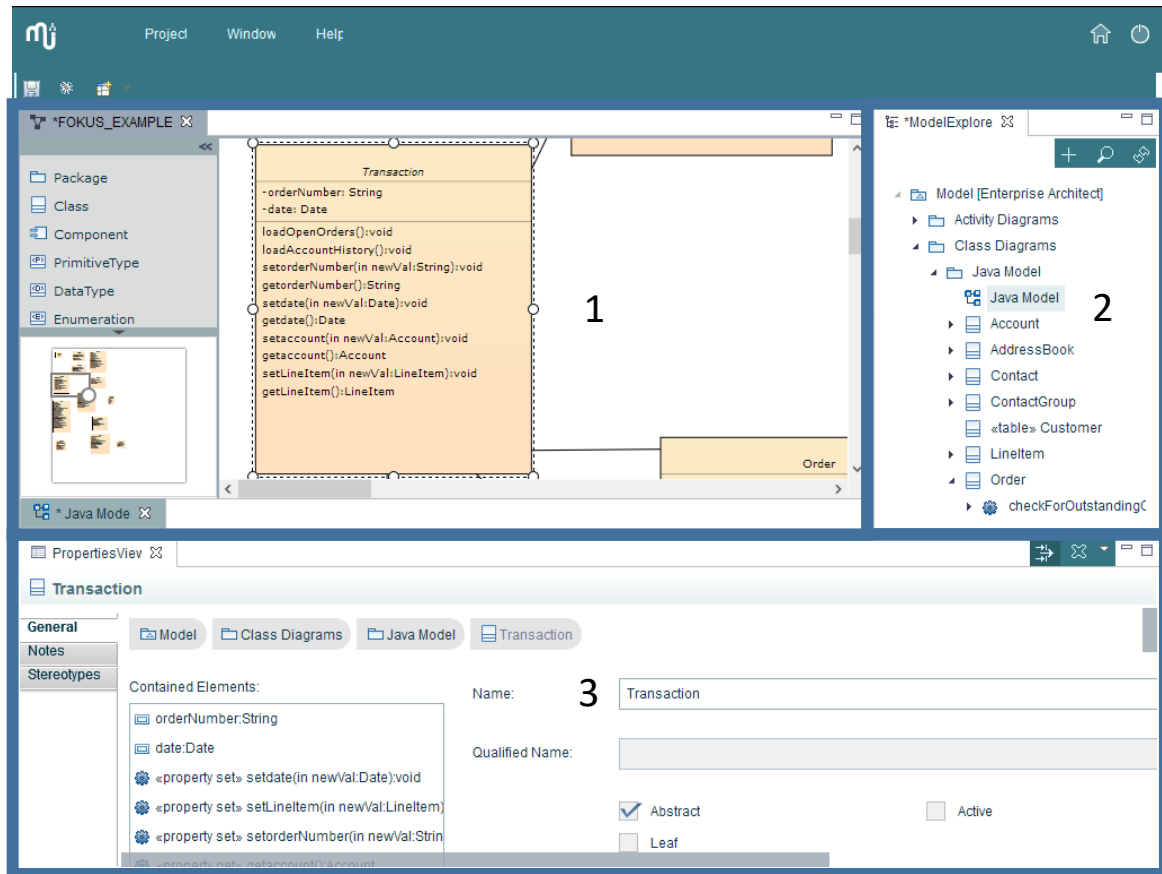 Project Window Help
*FOKUS_EXAMPLE
Package
Class
Component
PrimitiveType
DataType
Enumeration
* Java Mode
Transaction
-orderNumber: String
-date: Date
loadOpenOrders():void
loadAccountHistory():void
setorderNumber(in newVal:String):void
getorderNumber():String
setdate(in newVal:Date):void
getdate():Date
setaccount(in newVal:Account):void
getaccount():Account
setLineItem(in newVal:LineItem):void
getLineItem():LineItem
Order
1
*ModelExplore
Model [Enterprise Architect]
Activity Diagrams
Class Diagrams
Java Model
Java Model
Account
AddressBook
Contact
ContactGroup
«table» Customer
LineItem
Order
checkForOutstandingO
2
PropertiesView
Transaction
General
Notes
Stereotypes
Model Class Diagrams Java Model Transaction
Contained Elements:
orderNumber:String
date:Date
«property set» setdate(in newVal:Date):void
«property set» setLineItem(in newVal:LineItem)
«property set» setorderNumber(in newVal:Strin
«property get» getaccount():Account
Name: 3 Transaction
Qualified Name:
Abstract Active
Leaf